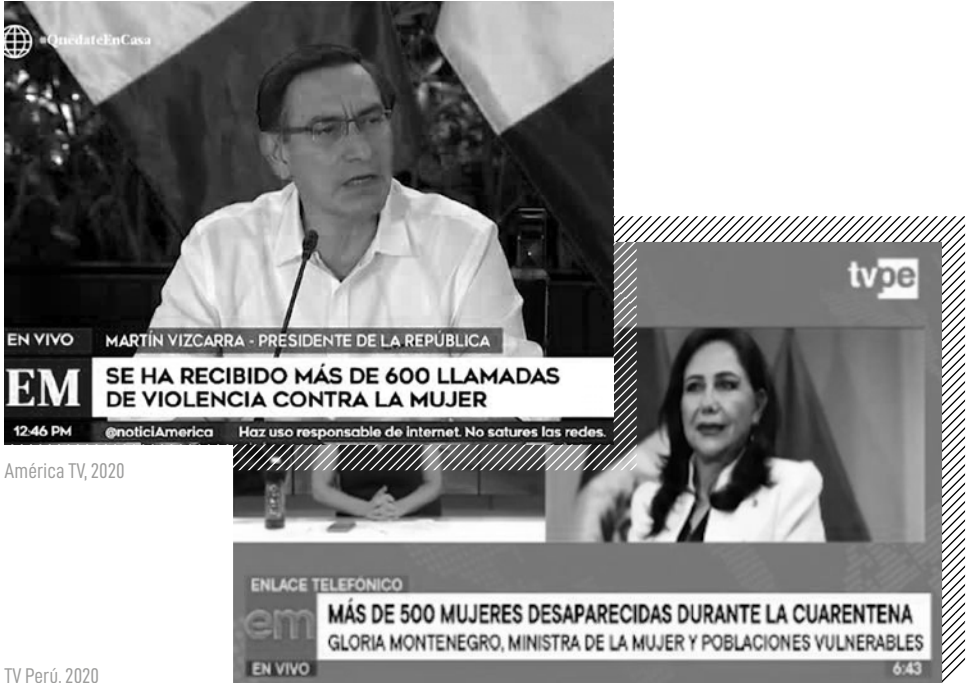 #QuédateEnCasa
EN VIVO
MARTÍN VIZCARRA - PRESIDENTE DE LA REPÚBLICA
EM
SE HA RECIBIDO MÁS DE 600 LLAMADAS
DE VIOLENCIA CONTRA LA MUJER
12:46 PM
@noticiAmerica
Haz uso responsable de internet. No satures las redes.
América TV, 2020
tvpe
ENLACE TELEFÓNICO
em
MÁS DE 500 MUJERES DESAPARECIDAS DURANTE LA CUARENTENA
GLORIA MONTENEGRO, MINISTRA DE LA MUJER Y POBLACIONES VULNERABLES
EN VIVO
6:43
TV Perú, 2020